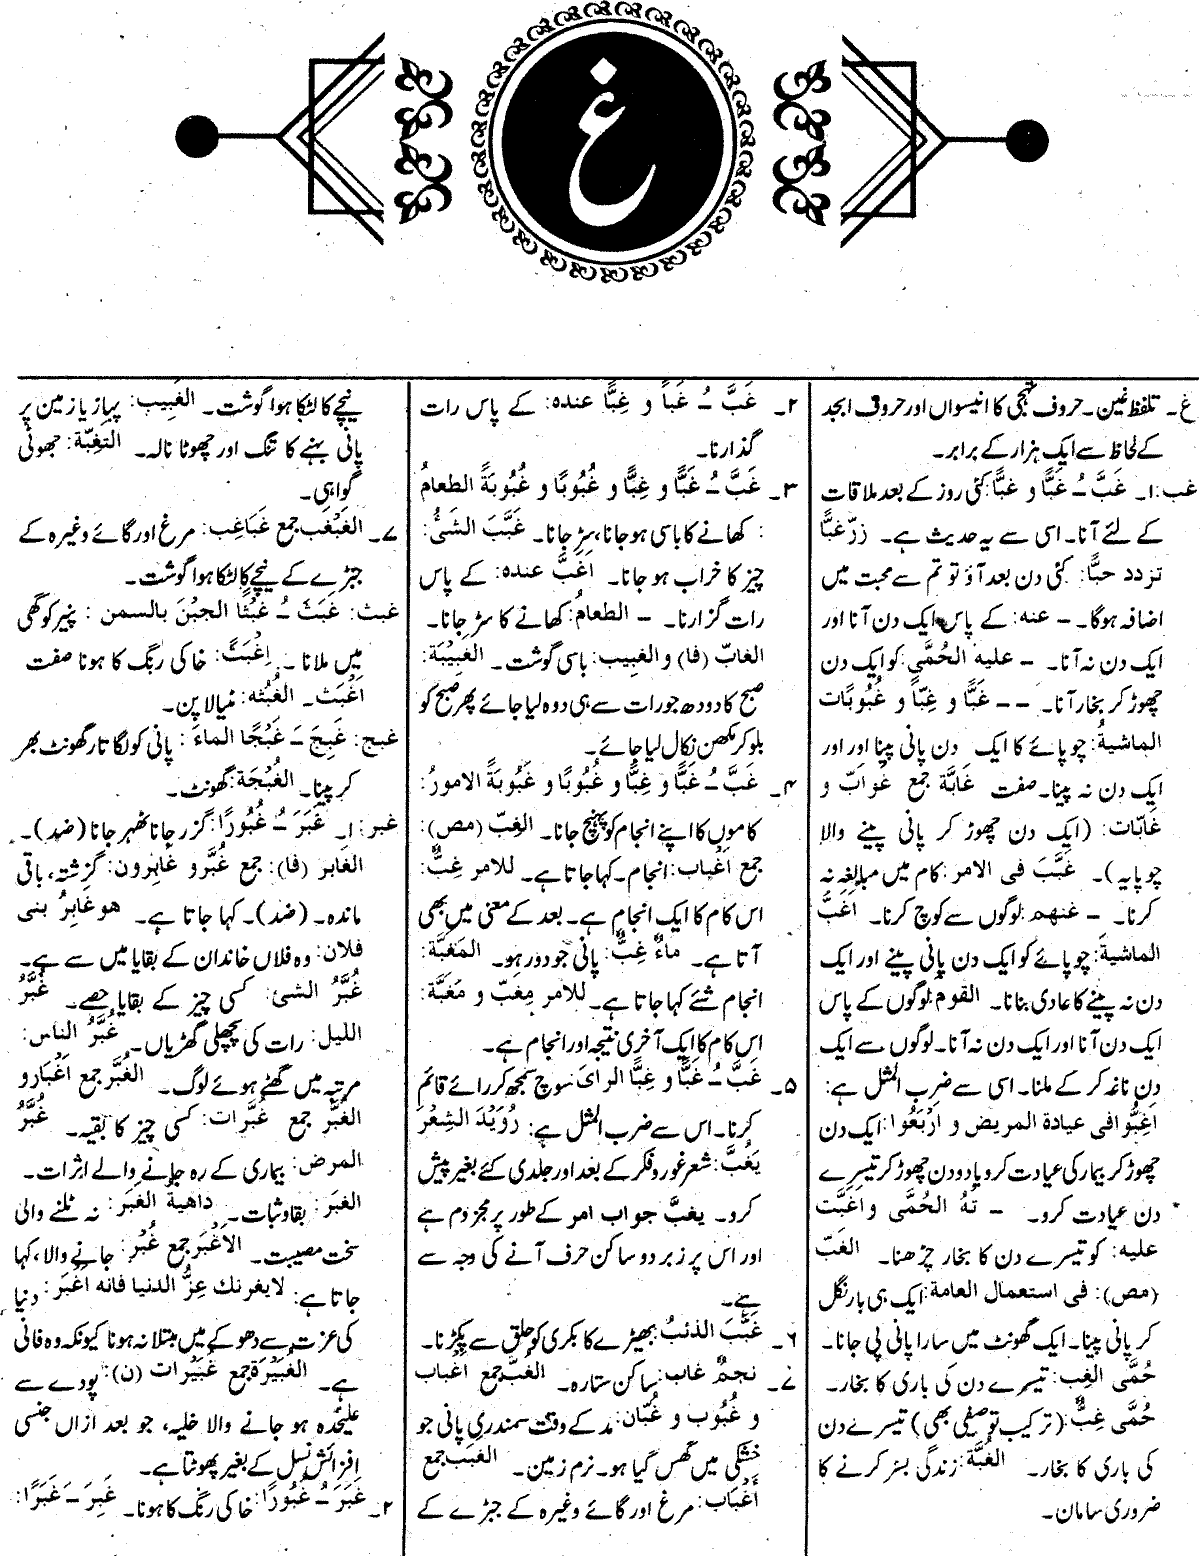 غ
غ۔ تلفظ غین۔ حروف تہجی کا انیسواں اور حروف ابجد
کے لحاظ سے ایک ہزار کے برابر۔
غب: ۱۔ غَبَّ ـُ غَبًّا و غِبًّا: کئی روز کے بعد ملاقات
کے لئے آنا۔ اسی سے یہ حدیث ہے۔ زرغبًّا
تزدد حبًّا: کئی دن بعد آؤ تو تم سے محبت میں
اضافہ ہوگا۔ – عنه: کے پاس ایک دن آنا اور
ایک دن نہ آنا۔ – علیه الحُمَّی: کو ایک دن
چھوڑ کر بخار آنا۔ – – غَبًّا و غِبّاً و غُبُوبًات
الماشیةُ: چوپائے کا ایک دن پانی پینا اور اور
ایک دن نہ پینا۔ صفت غَابَّة جمع غوابّ و
غابّات: (ایک دن چھوڑ کر پانی پینے والا
چوپایہ)۔ غَبَّبَ فی الامر: کام میں مبالغہ نہ
کرنا۔ – عنهم: لوگوں سے کوچ کرنا۔ اَغَبَّ
الماشیةَ: چوپائے کو ایک دن پانی پینے اور ایک
دن نہ پینے کا عادی بنانا۔ القوم: لوگوں کے پاس
ایک دن آنا اور ایک دن نہ آنا۔ لوگوں سے ایک
دن ناغہ کر کے ملنا۔ اسی سے ضرب المثل ہے:
اَغِبُّوا فی عیادة المریض و اَرْبَعُوا: ایک دن
چھوڑ کر بیمار کی عیادت کرو یا دو دن چھوڑ کر تیسرے
دن عیادت کرو۔ – تهُ الحُمَّی و اغبَّت
علیه: کو تیسرے دن کا بخار چڑھنا۔ الغَبّ
(مص): فی استعمال العامة: ایک ہی بار نگل
کر پانی پینا۔ ایک گھونٹ میں سارا پانی پی جانا۔
حُمَّی الغِب: تیسرے دن کی باری کا بخار۔
حُمَّی غِبٌّ: (ترکیب توصیفی بھی) تیسرے دن
کی باری کا بخار۔ الغُبَّة: زندگی بسر کرنے کا
ضروری سامان۔
۲۔ غَبَّ ـُ غَباً و غِبًّا عنده: کے پاس رات
گذارنا۔
۳۔ غَبَّ ـُ غَبًّا و غِبًّا و غُبُوبًا و غُبُوبَةً الطعامُ
: کھانے کا باسی ہو جانا، سڑ جانا۔ غَبَّبَ الشیُٔ:
چیز کا خراب ہو جانا۔ اَغَبَّ عنده: کے پاس
رات گزارنا۔ – الطعامُ: کھانے کا سڑ جانا۔
الغابّ (فا) و الغبیب: باسی گوشت۔ الغَبِیْبَة:
صبح کا دودھ جو رات سے ہی دوہ لیا جائے پھر صبح کو
بلو کر مکھن نکال لیا جائے۔
۴۔ غَبَّ ـُ غَبًّا و غِبًّا و غُبُوبًا و غَبُوبَةً الامورُ:
کاموں کا اپنے انجام کو پہنچ جانا۔ الغِبّ (مص):
جمع اَغْباب: انجام۔ کہا جاتا ہے۔ للامر غِبٌّ:
اس کام کا ایک انجام ہے۔ بعد کے معنی میں بھی
آتا ہے۔ ماءٌ غِبٌّ: پانی جو دور ہو۔ المَغَبَّة:
انجام شئے کہا جاتا ہے۔ للامر مِغبّ و مَغَبَّة:
اس کام کا ایک آخری نتیجہ اور انجام ہے۔
۵۔ غَبَّ ـُ غَبًّا و غِبًّا الرایَ: سوچ سمجھ کر رائے قائم
کرنا۔ اس سے ضرب المثل ہے: رُوَیْدَ الشِعْرَ
یَغُبَّ: شعر غور و فکر کے بعد اور جلدی کئے بغیر پیش
کرو۔ یغبّ جواب امر کے طور پر مجزوم ہے
اور اس پر زبر دو ساکن حرف آنے کی وجہ سے
ہے۔
۶۔ غَبَّبَ الذئبُ: بھیڑیے کا بکری کو حلق سے پکڑنا۔
۷۔ نجمٌ غاب: ساکن ستارہ۔ الغُبّ جمع اَغباب
و غُبُوب و غُبّان: مد کے وقت سمندری پانی جو
خشکی میں گھس گیا ہو۔ نرم زمین۔ الغَبَب جمع
اَغْبَاب: مرغ اور گائے وغیرہ کے جبڑے کے
نیچے کا لٹکا ہوا گوشت۔ الغَبِیب: پہاڑ یا زمین پر
پانی بہنے کا تنگ اور چھوٹا نالہ۔ التغِبَّة: جھوٹی
گواہی۔
۷۔ الغَبْغَب جمع غَبَاغِب: مرغ اور گائے وغیرہ کے
جبڑے کے نیچے کا لٹکا ہوا گوشت۔
غبث: غَبَثَ ـُ غَبْثًا الجبْنَ بالسمن : پنیر کو گھی
میں ملانا۔ اِغْبَثَّ: خاکی رنگ کا ہونا صفت
اَغْبَث۔ الغُبْثه: مٹیالا پن۔
غبج: غَبِجَ ـَ غَبْجًا الماءَ: پانی کو لگا تار گھونٹ بھر
کر پینا۔ الغُبْجَة: گھونٹ۔
غبر: ۱۔ غَبَرَ ـُ غُبُورًا: گزر جانا ٹھہر جانا (ضد)۔
الغابر (فا): جمع غُبَّر و غابِرون: گزشتہ، باقی
ماندہ۔ (ضد)۔ کہا جاتا ہے۔ هو غابِرُ بنی
فلان: وہ فلاں خاندان کے بقایا میں سے ہے۔
غُبَّرُ الشیٔ: کسی چیز کے بقایا حصے۔ غُبَّرُ
اللیل: رات کی پچھلی گھڑیاں۔ غُبَّرُ الناس:
مرتبہ میں گھٹے ہوئے لوگ۔ الغُبَّر جمع اَغْبَار و
الغُبَّر جمع غُبَّرات: کسی چیز کا بقیہ۔ غُبَّرُ
المرض: بیماری کے رہ جانے والے اثرات۔
الغبَر: بقاوثبات۔ داهیةُ الغبَر: نہ ٹلنے والی
سخت مصیبت۔ الاَغْبَر جمع غُبْر: جانے والا، کہا
جاتا ہے: لایغرنك عِزُّ الدنیا فانه اَغْبَر: دنیا
کی عزت سے دھوکے میں مبتلا نہ ہونا کیونکہ وہ فانی
ہے۔ الغُبَیْرَة جمع غُبَیْرات (ن): پودے سے
علیحدہ ہو جانے والا خلیہ، جو بعد ازاں جنسی
افزائش نسل کے بغیر پھوٹتا ہے۔
۲۔ غَبَرَ ـُ غُبُورًا: خاکی رنگ کا ہونا۔ غَبِرَ ـَ غَبَرًا: